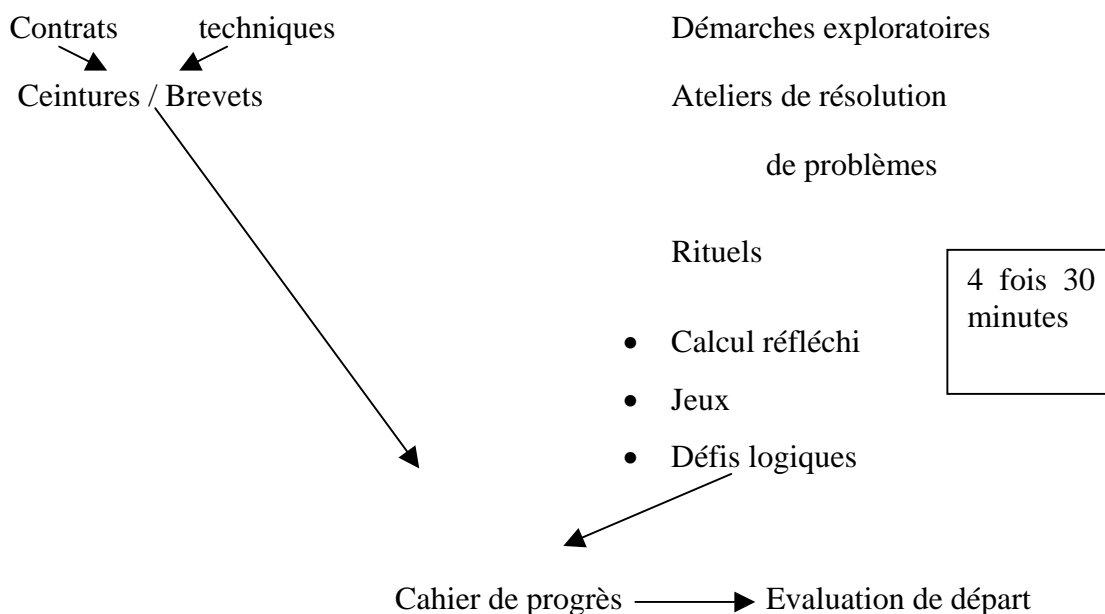 Contrats techniques
Ceintures / Brevets
Démarches exploratoires
Ateliers de résolution
de problèmes
Rituels
• Calcul réfléchi
• Jeux
• Défis logiques
4 fois 30
minutes
Cahier de progrès Evaluation de départ